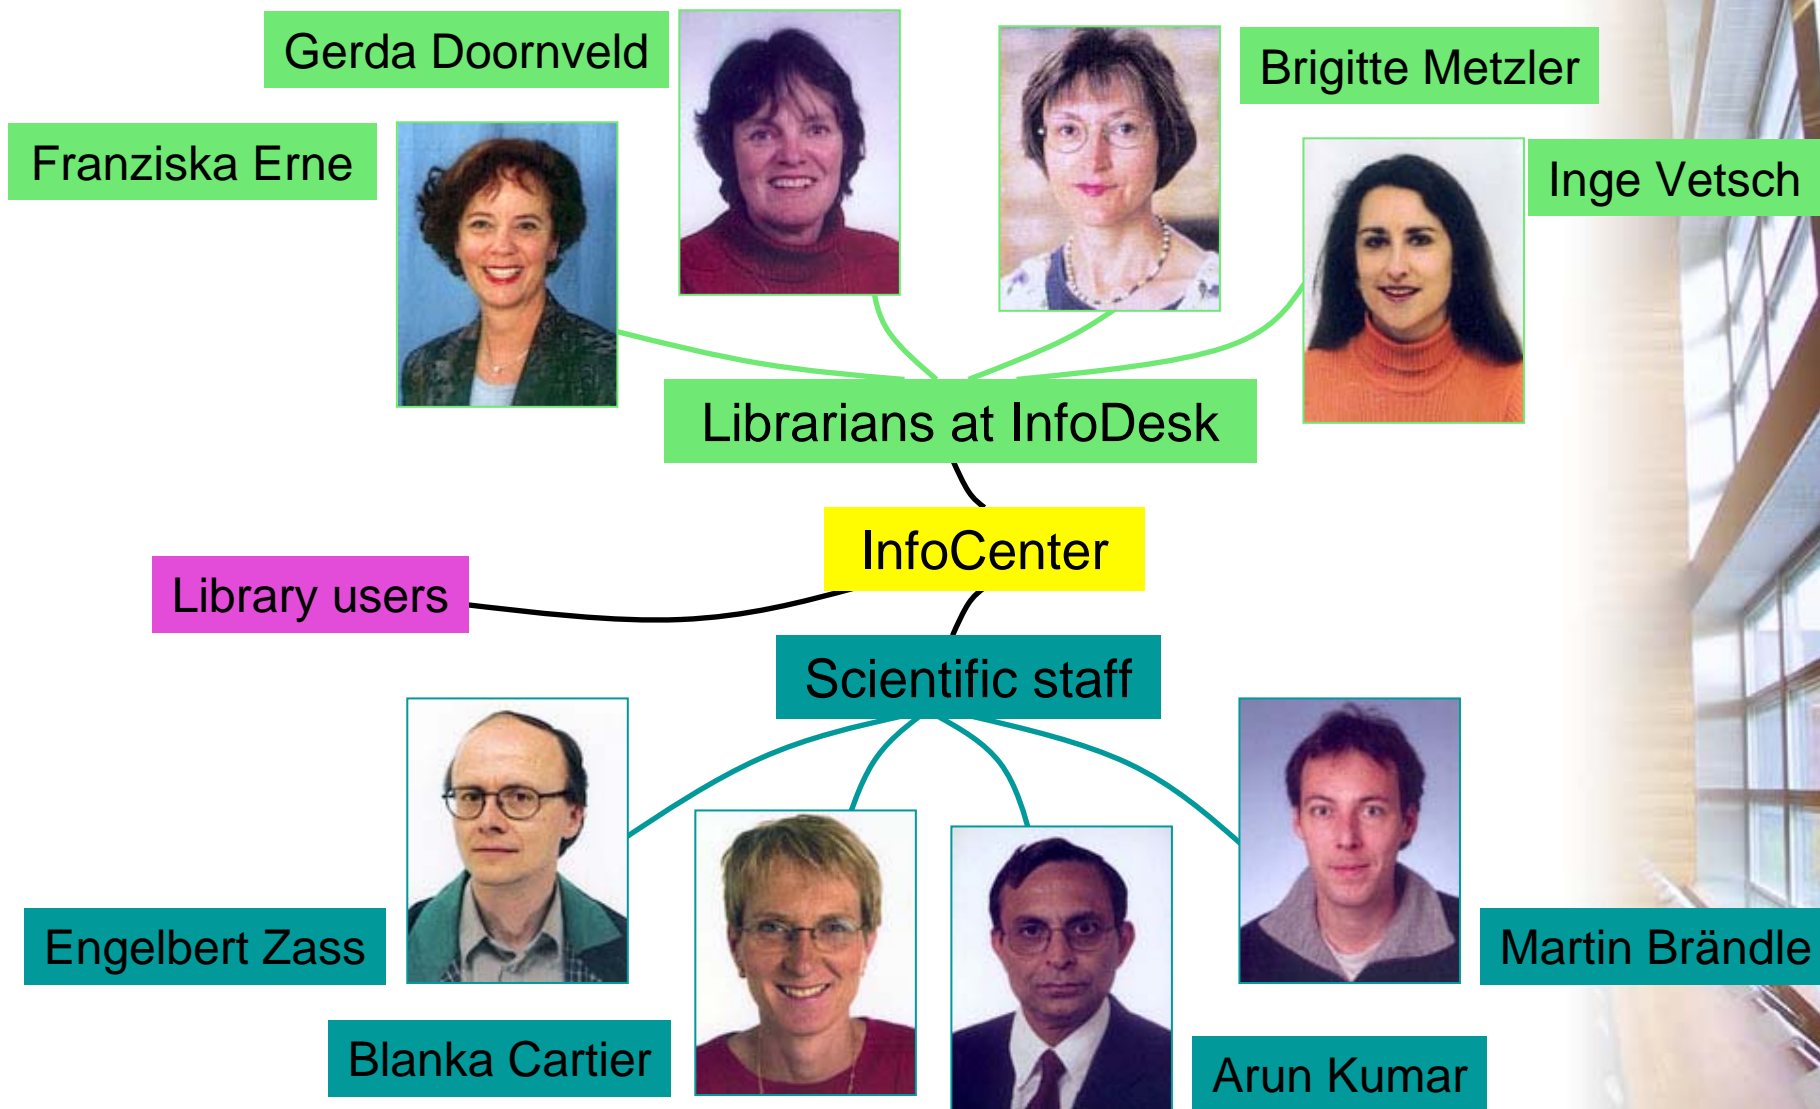 Gerda Doornveld
Brigitte Metzler
Franziska Erne
Inge Vetsch
Librarians at InfoDesk
InfoCenter
Library users
Scientific staff
Engelbert Zass
Martin Brändle
Blanka Cartier
Arun Kumar